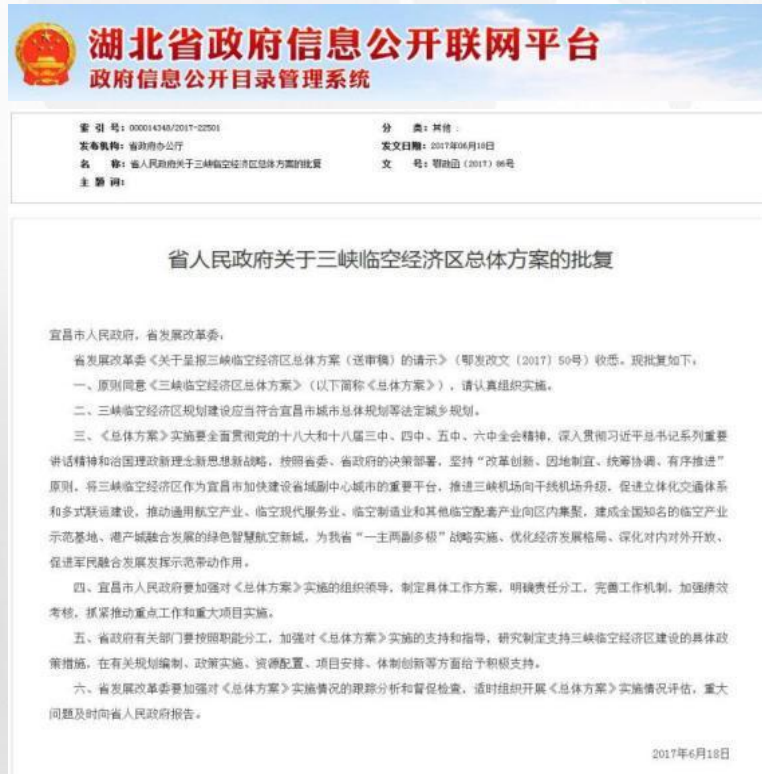 湖北省政府信息公开联网平台
政府信息公开目录管理系统
索 引 号：000014348/2017-22501 分 类：其他；
发布机构：省政府办公厅 发文日期：2017年06月18日
名 称：省人民政府关于三峡临空经济区总体方案的批复 文 号：鄂政函（2017）86号
主 题 词：
省人民政府关于三峡临空经济区总体方案的批复
宜昌市人民政府，省发展改革委：
省发展改革委《关于呈报三峡临空经济区总体方案（送审稿）的请示》（鄂发改文〔2017〕50号）收悉。现批复如下：
一、原则同意《三峡临空经济区总体方案》（以下简称《总体方案》），请认真组织实施。
二、三峡临空经济区规划建设应当符合宜昌市城市总体规划等法定城乡规划。
三、《总体方案》实施要全面贯彻党的十八大和十八届三中、四中、五中、六中全会精神，深入贯彻习近平总书记系列重要
讲话精神和治国理政新理念新思想新战略，按照省委、省政府的决策部署，坚持“改革创新、因地制宜、统筹协调、有序推进”
原则，将三峡临空经济区作为宜昌市加快建设省域副中心城市的重要平台，推进三峡机场向干线机场升级，促进立体化交通体系
和多式联运建设，推动通用航空产业、临空现代服务业、临空制造业和其他临空配套产业向区内集聚，建成全国知名的临空产业
示范基地、港产城融合发展的绿色智慧航空新城，为我省“一主两副多极”战略实施、优化经济发展格局、深化对内对外开放、
促进军民融合发展发挥示范带动作用。
四、宜昌市人民政府要加强对《总体方案》实施的组织领导，制定具体工作方案，明确责任分工，完善工作机制，加强绩效
考核，抓紧推动重点工作和重大项目实施。
五、省政府有关部门要按照职能分工，加强对《总体方案》实施的支持和指导，研究制定支持三峡临空经济区建设的具体政
策措施，在有关规划编制、政策实施、资源配置、项目安排、体制创新等方面给予积极支持。
六、省发展改革委要加强对《总体方案》实施情况的跟踪分析和督促检查，适时组织开展《总体方案》实施情况评估，重大
问题及时向省人民政府报告。
2017年6月18日